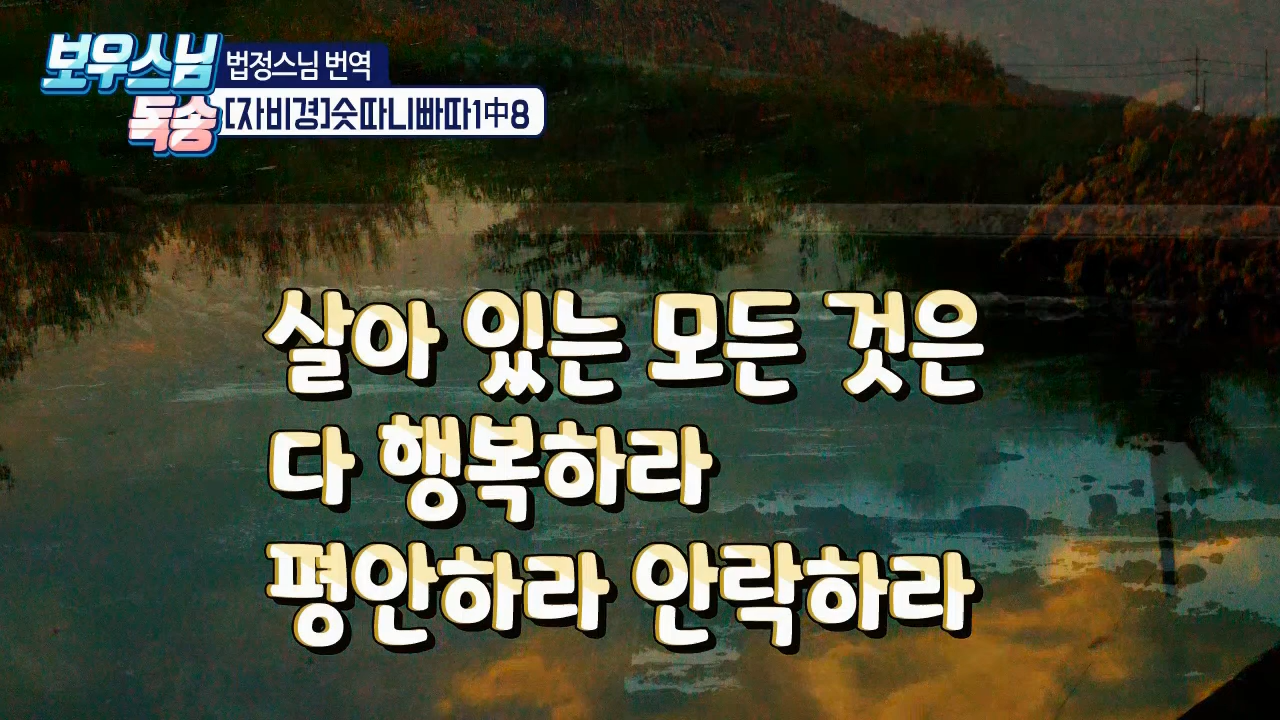 보우스님
독송
법정스님 번역
[자비경]숫따니빠따1中8
살아 있는 모든 것은
다 행복하라
평안하라 안락하라